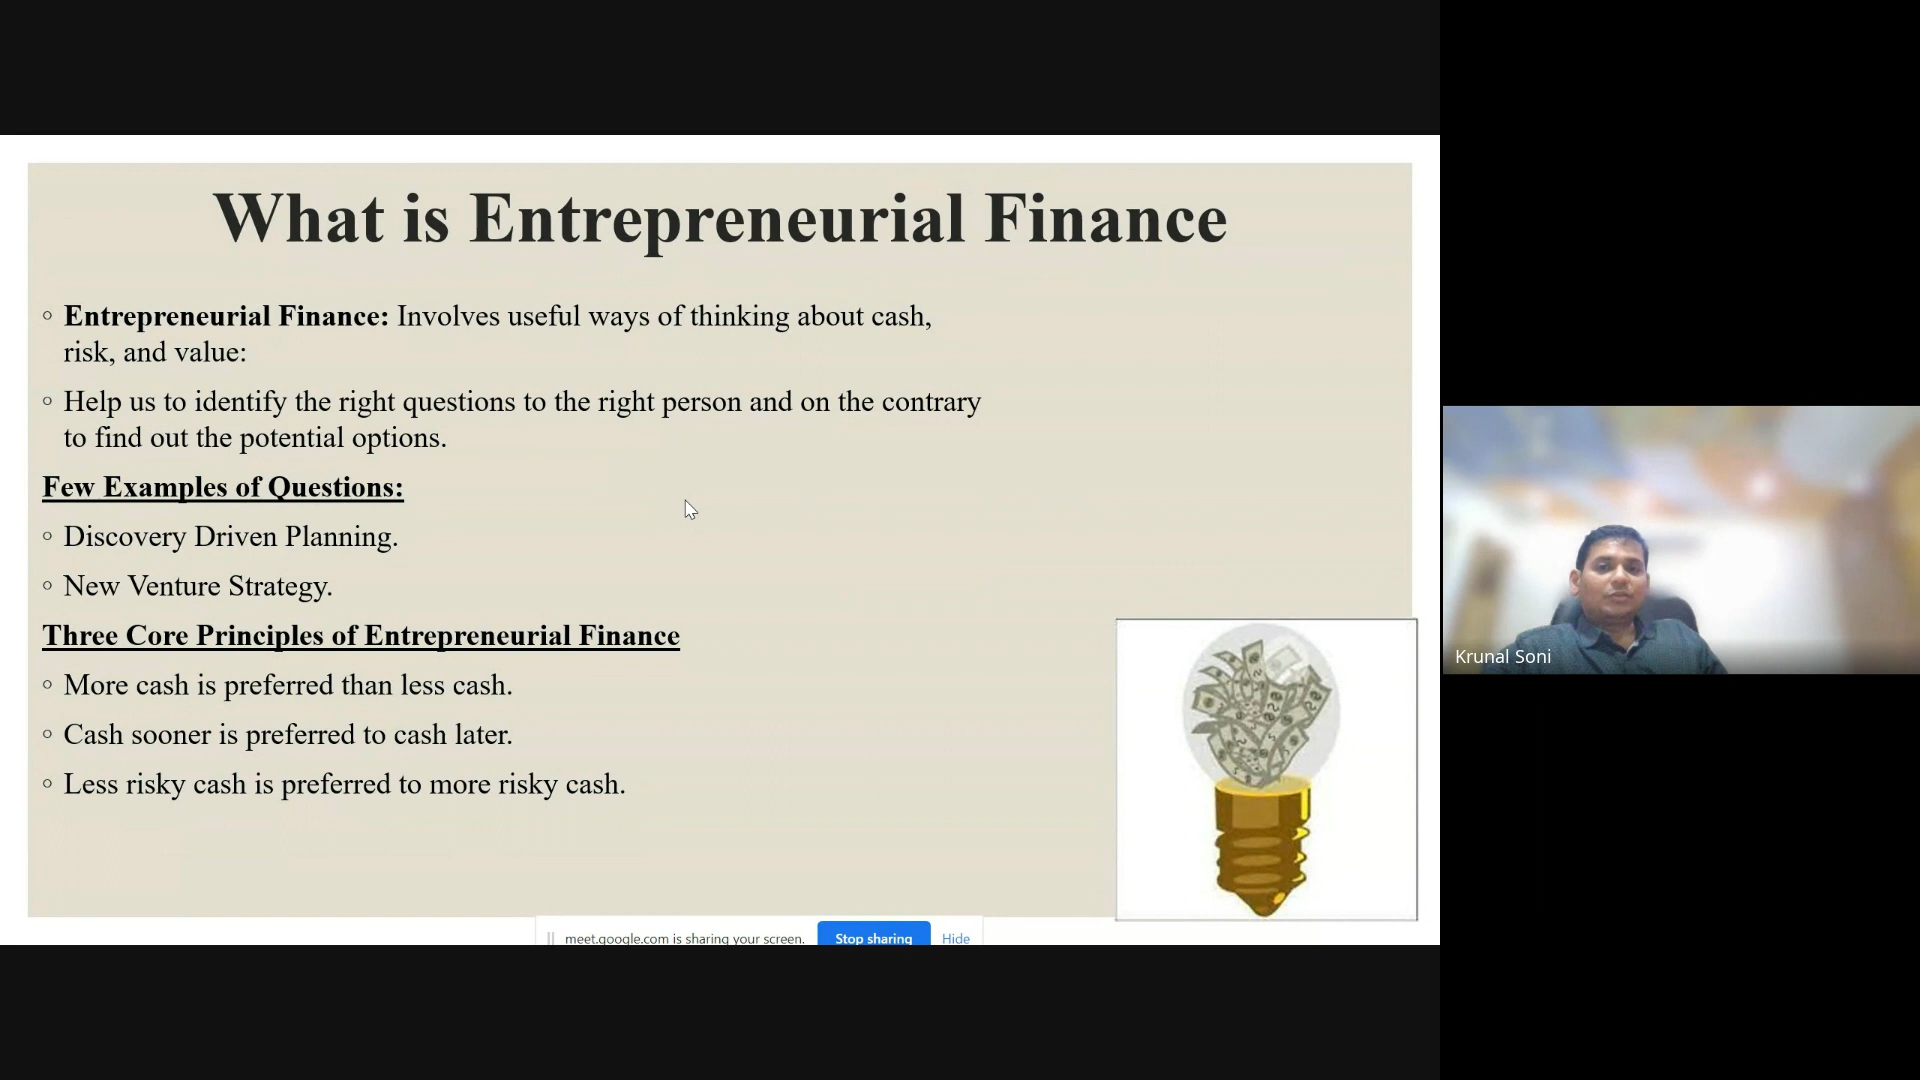 What is Entrepreneurial Finance
◦ Entrepreneurial Finance: Involves useful ways of thinking about cash,
risk, and value:
◦ Help us to identify the right questions to the right person and on the contrary
to find out the potential options.
Few Examples of Questions:
◦ Discovery Driven Planning.
◦ New Venture Strategy.
Three Core Principles of Entrepreneurial Finance
◦ More cash is preferred than less cash.
◦ Cash sooner is preferred to cash later.
◦ Less risky cash is preferred to more risky cash.
meet.google.com is sharing your screen. Stop sharing Hide
Krunal Soni